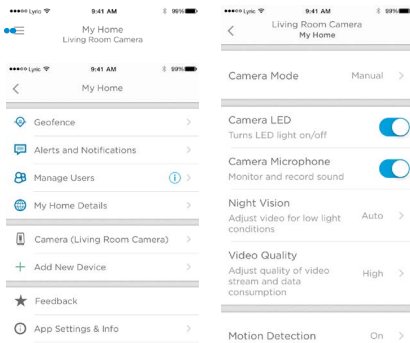 ●●●●○ Lyric 9:41 AM 99%
My Home
Living Room Camera
●●●●○ Lyric 9:41 AM 99%
My Home
Geofence
Alerts and Notifications
Manage Users
My Home Details
Camera (Living Room Camera)
Add New Device
Feedback
App Settings & Info
●●●●○ Lyric 9:41 AM 99%
Living Room Camera
My Home
Camera Mode Manual
Camera LED
Turns LED light on/off
Camera Microphone
Monitor and record sound
Night Vision
Adjust video for low light Auto
conditions
Video Quality
Adjust quality of video
stream and data High
consumption
Motion Detection On